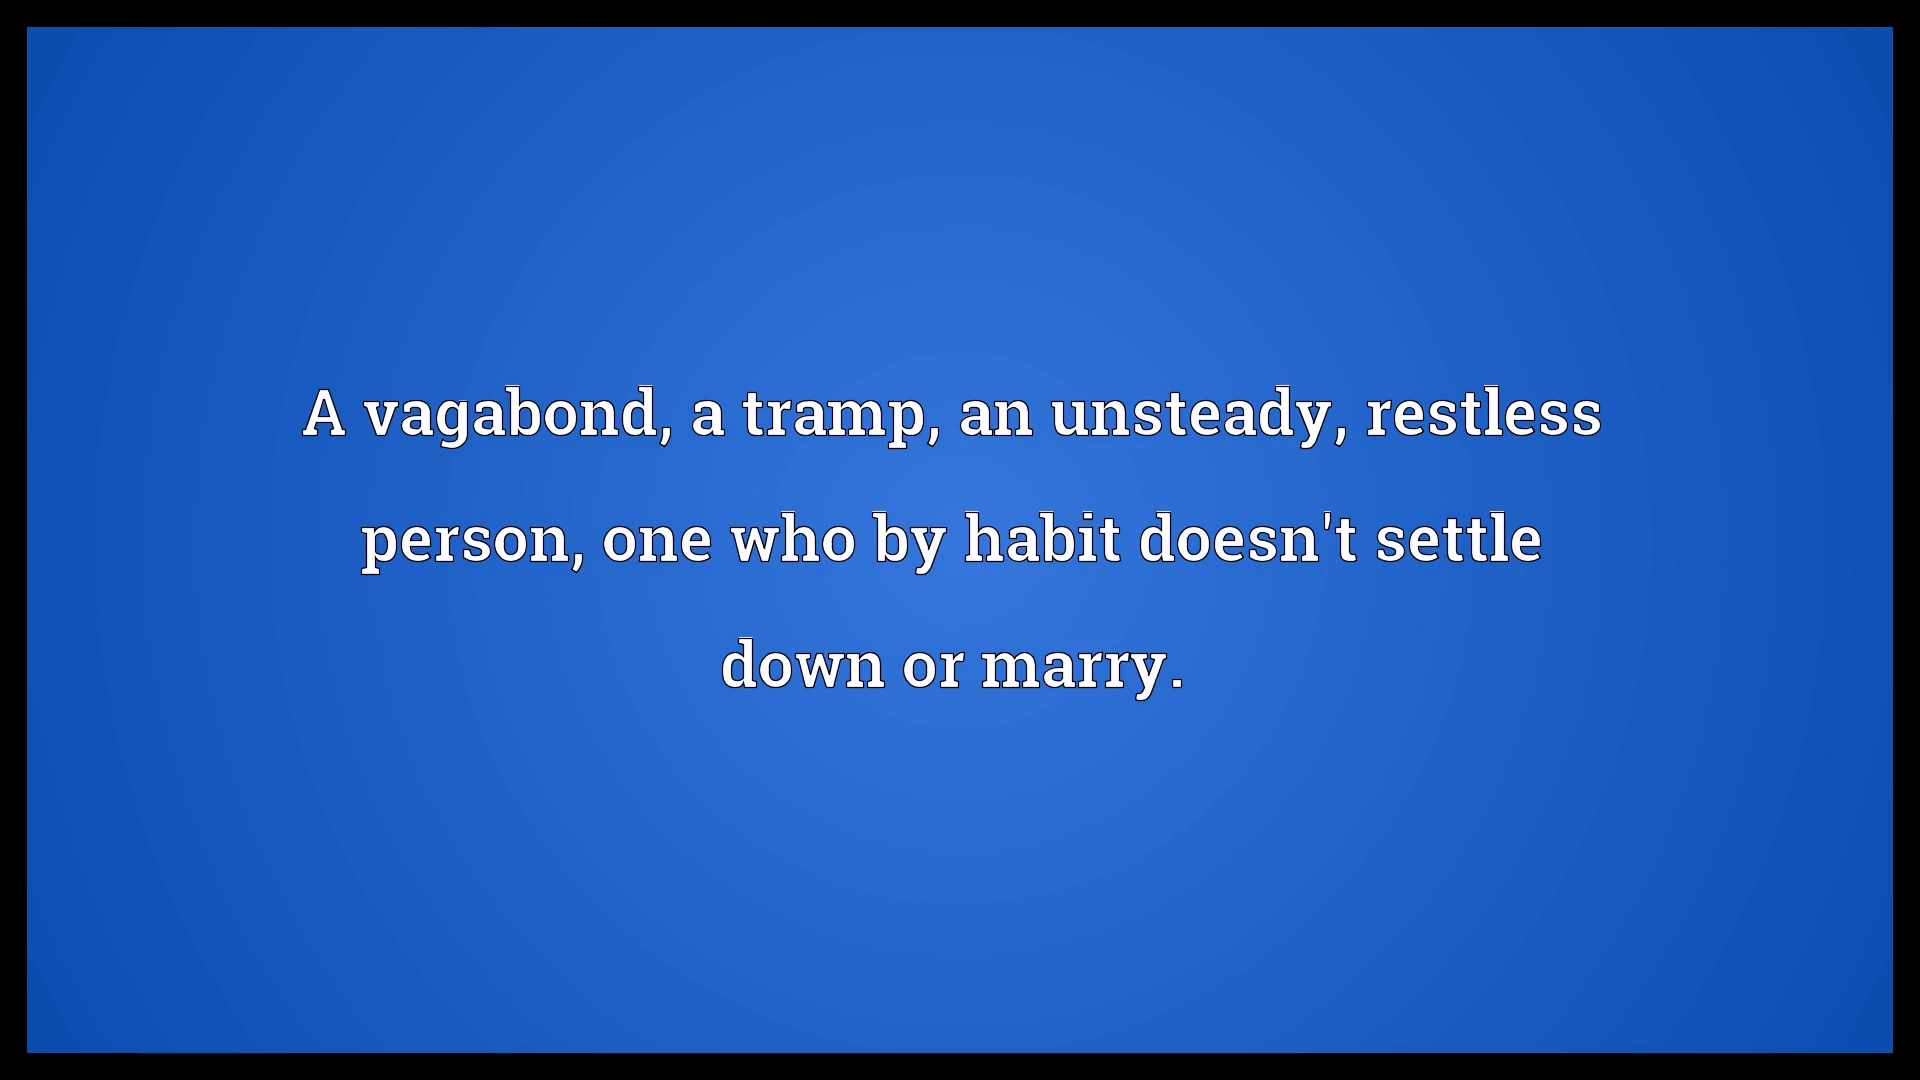 A vagabond, a tramp, an unsteady, restless
person, one who by habit doesn't settle
down or marry.